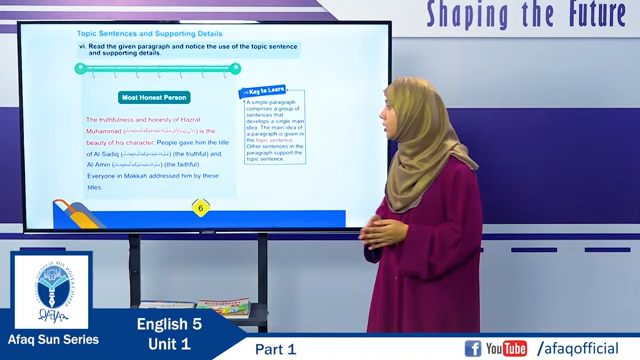 Shaping the Future
Topic Sentences and Supporting Details
vi. Read the given paragraph and notice the use of the topic sentence
and supporting details.
Most Honest Person
The truthfulness and honesty of Hazrat
Muhammad () is the
beauty of his character. People gave him the title
of Al-Sadiq () (the truthful) and
Al-Amin () (the faithful).
Everyone in Makkah addressed him by these
titles.
Key to Learn
A simple paragraph
comprises a group of
sentences that
develops a single main
idea. The main idea of
a paragraph is given in
the topic sentence.
Other sentences in the
paragraph support the
topic sentence.
6
AFAQ
Afaq Sun Series
English 5
Unit 1
Part 1
f YouTube /afaqofficial